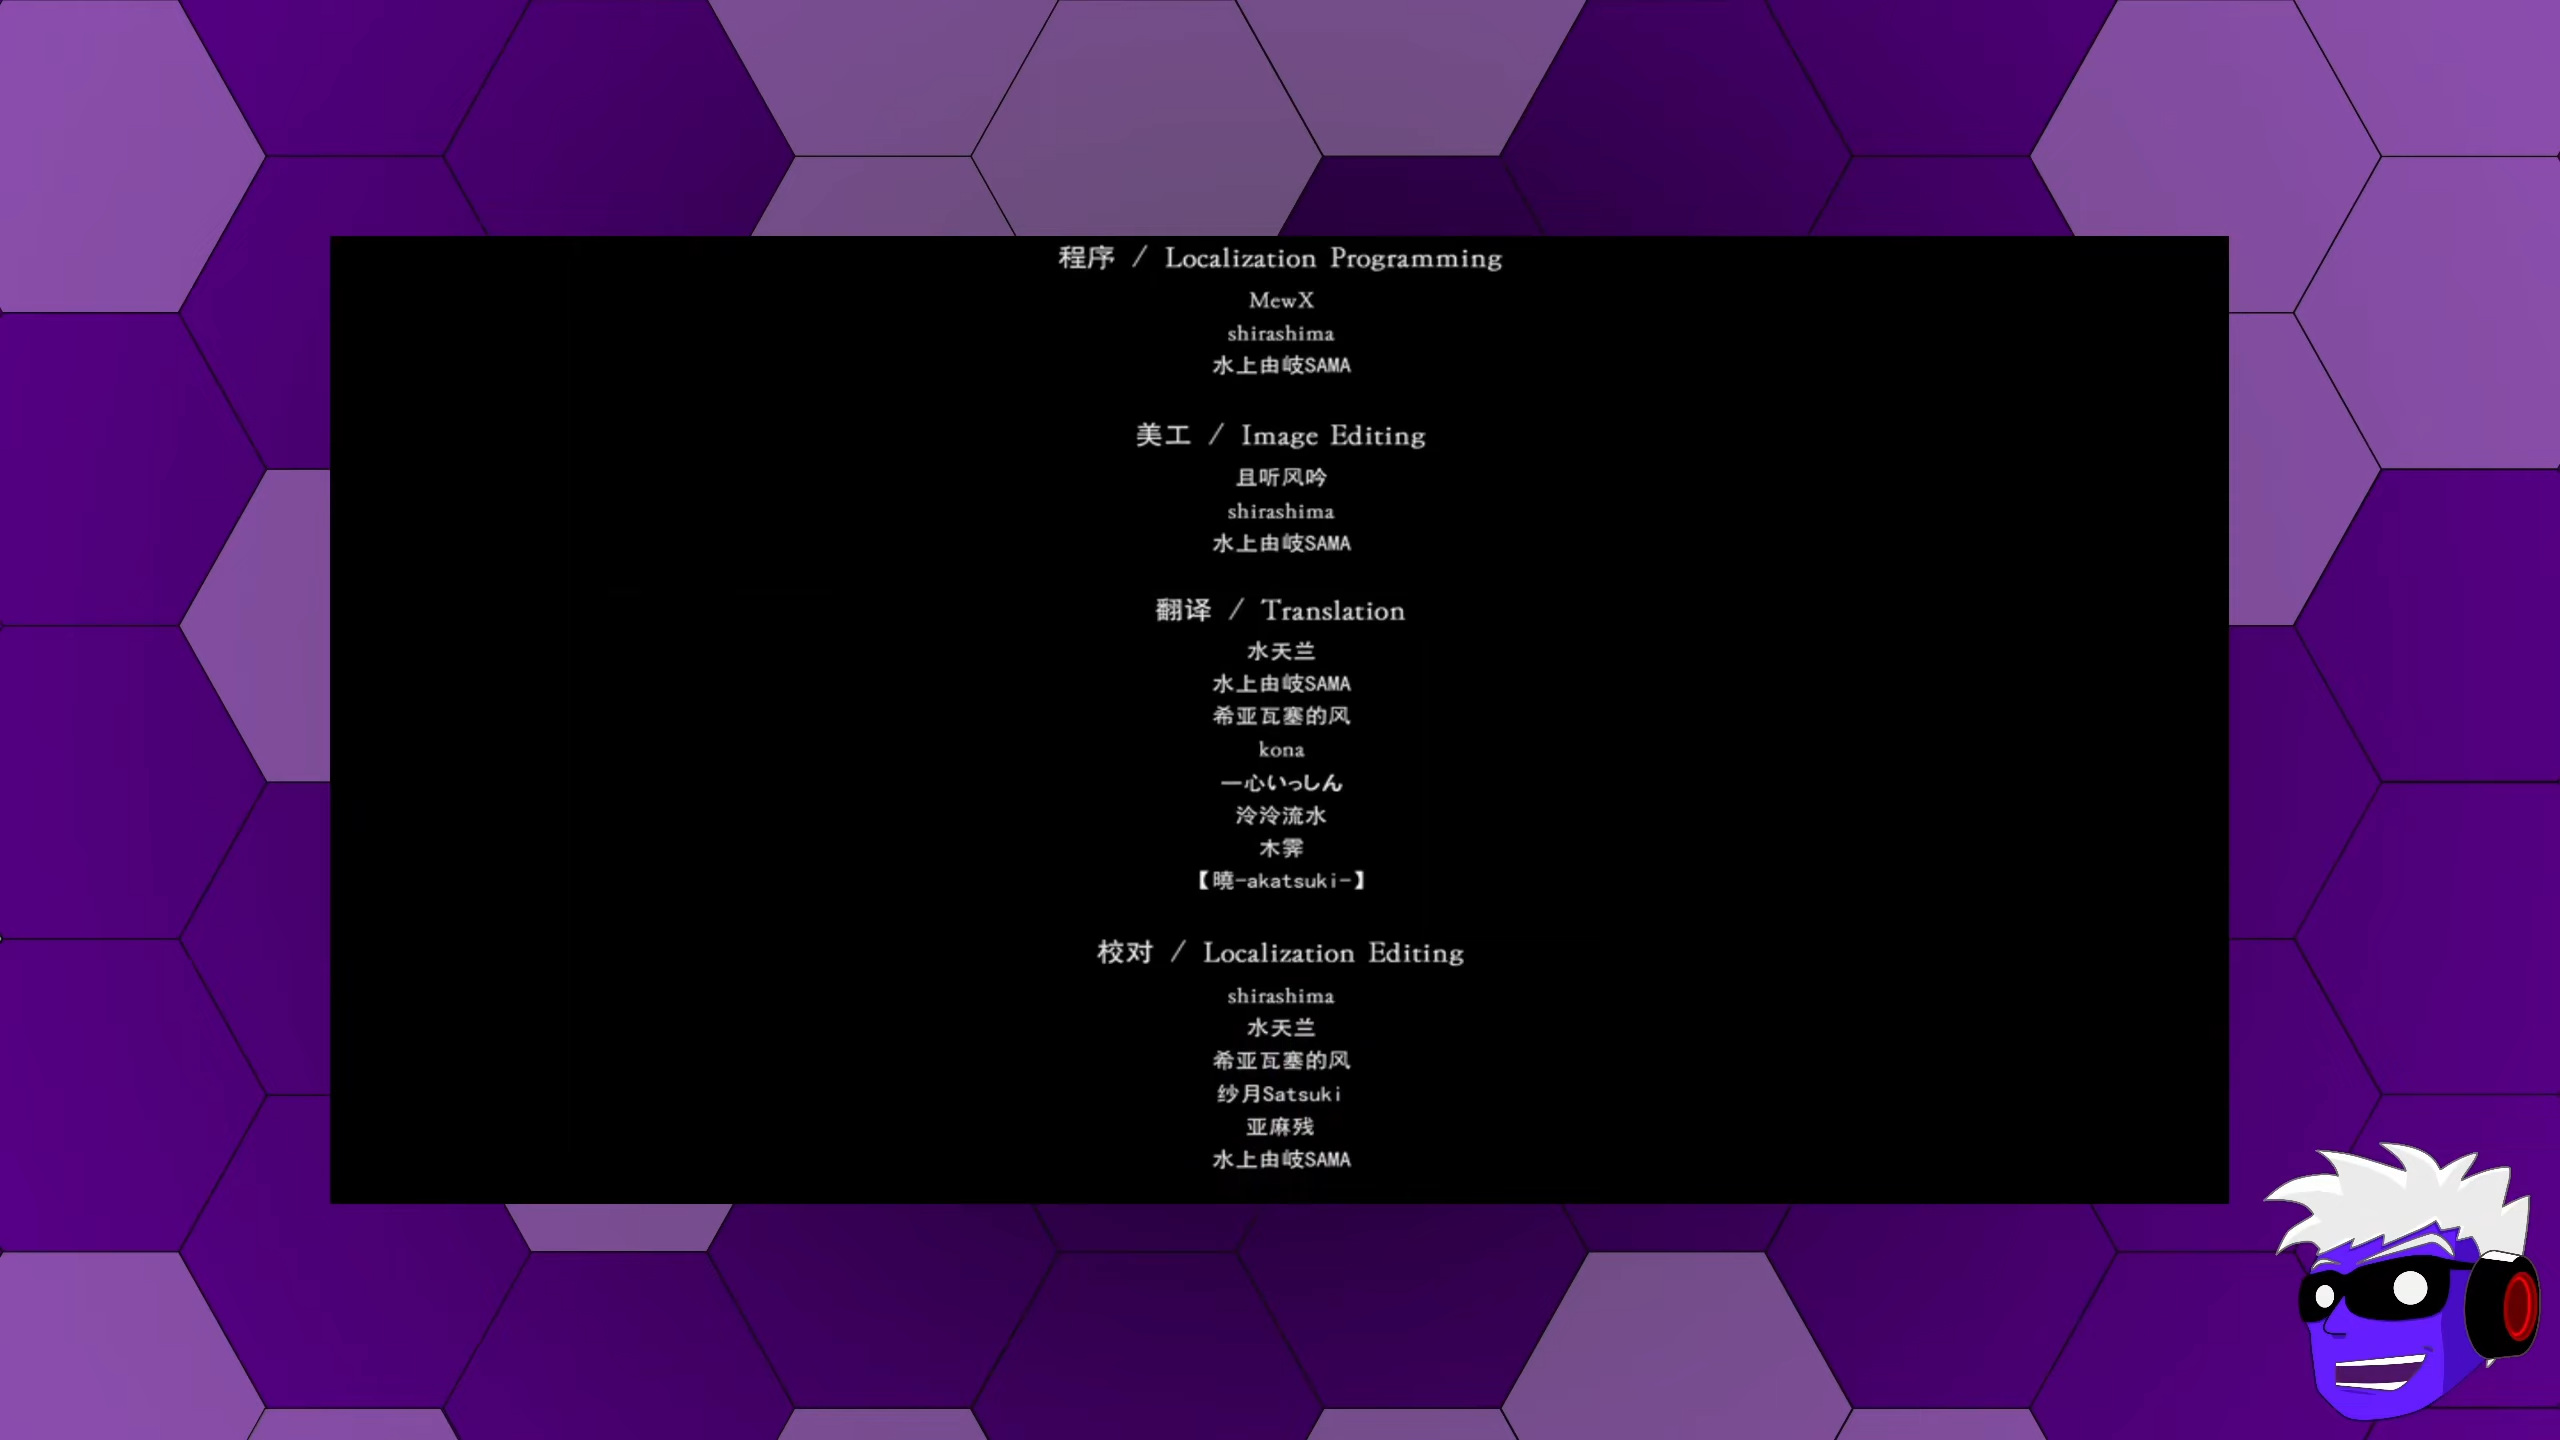 程序 / Localization Programming
MewX
shirashima
水上由岐SAMA
美工 / Image Editing
且听风吟
shirashima
水上由岐SAMA
翻译 / Translation
水天兰
水上由岐SAMA
希亚瓦塞的风
kona
一心いっしん
泠泠流水
木霁
【曉-akatsuki-】
校对 / Localization Editing
shirashima
水天兰
希亚瓦塞的风
纱月Satsuki
亚麻残
水上由岐SAMA